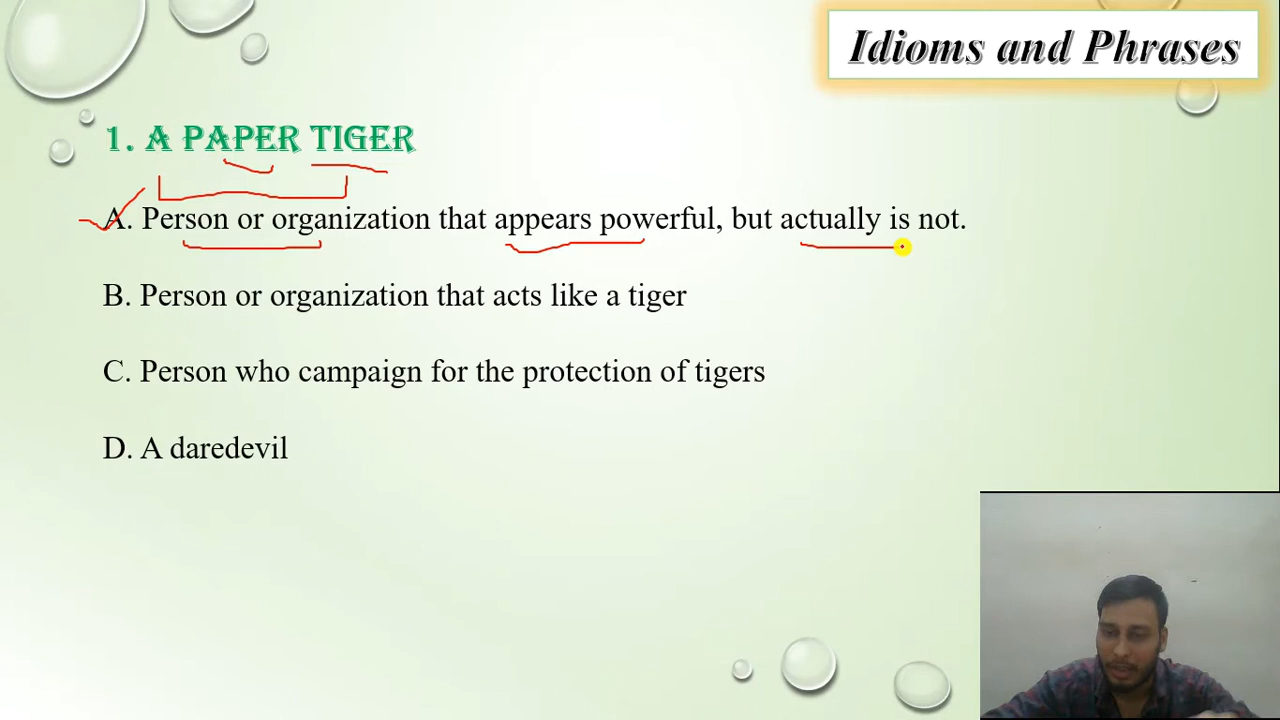 Idioms and Phrases
1. A PAPER TIGER
A. Person or organization that appears powerful, but actually is not.
B. Person or organization that acts like a tiger
C. Person who campaign for the protection of tigers
D. A daredevil